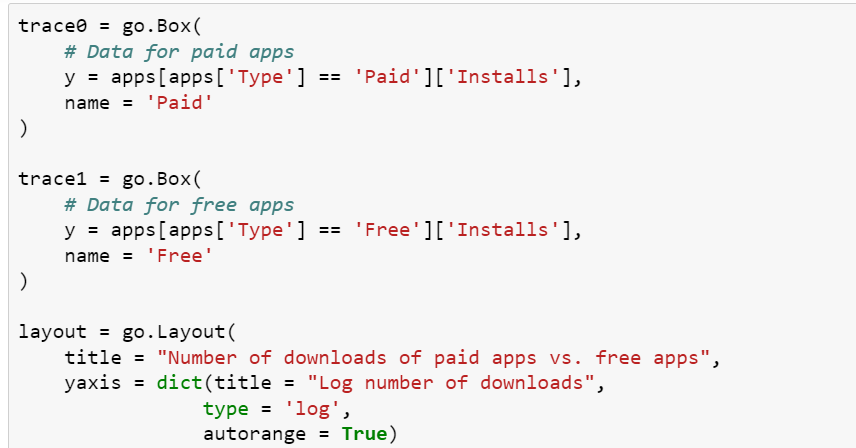 trace0 = go.Box(
    # Data for paid apps
    y = apps[apps['Type'] == 'Paid']['Installs'],
    name = 'Paid'
)

trace1 = go.Box(
    # Data for free apps
    y = apps[apps['Type'] == 'Free']['Installs'],
    name = 'Free'
)

layout = go.Layout(
    title = "Number of downloads of paid apps vs. free apps",
    yaxis = dict(title = "Log number of downloads",
                type = 'log',
                autorange = True)